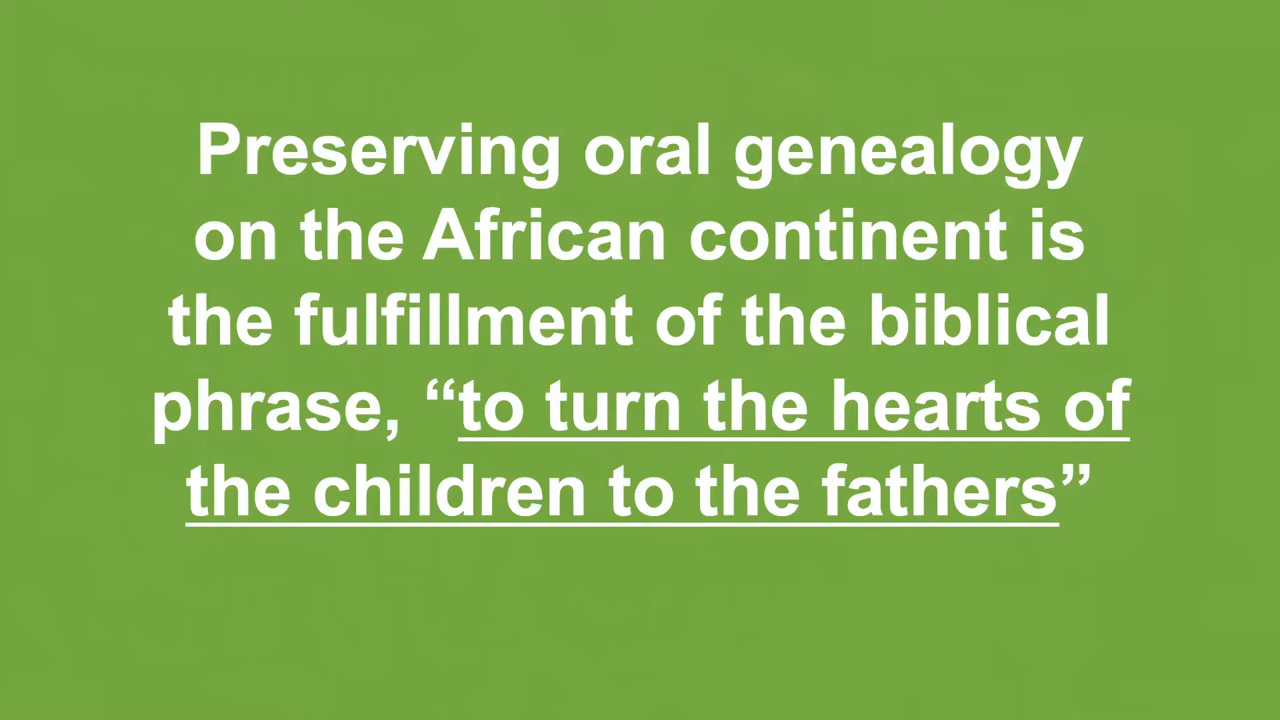 Preserving oral genealogy
on the African continent is
the fulfillment of the biblical
phrase, “to turn the hearts of
the children to the fathers”